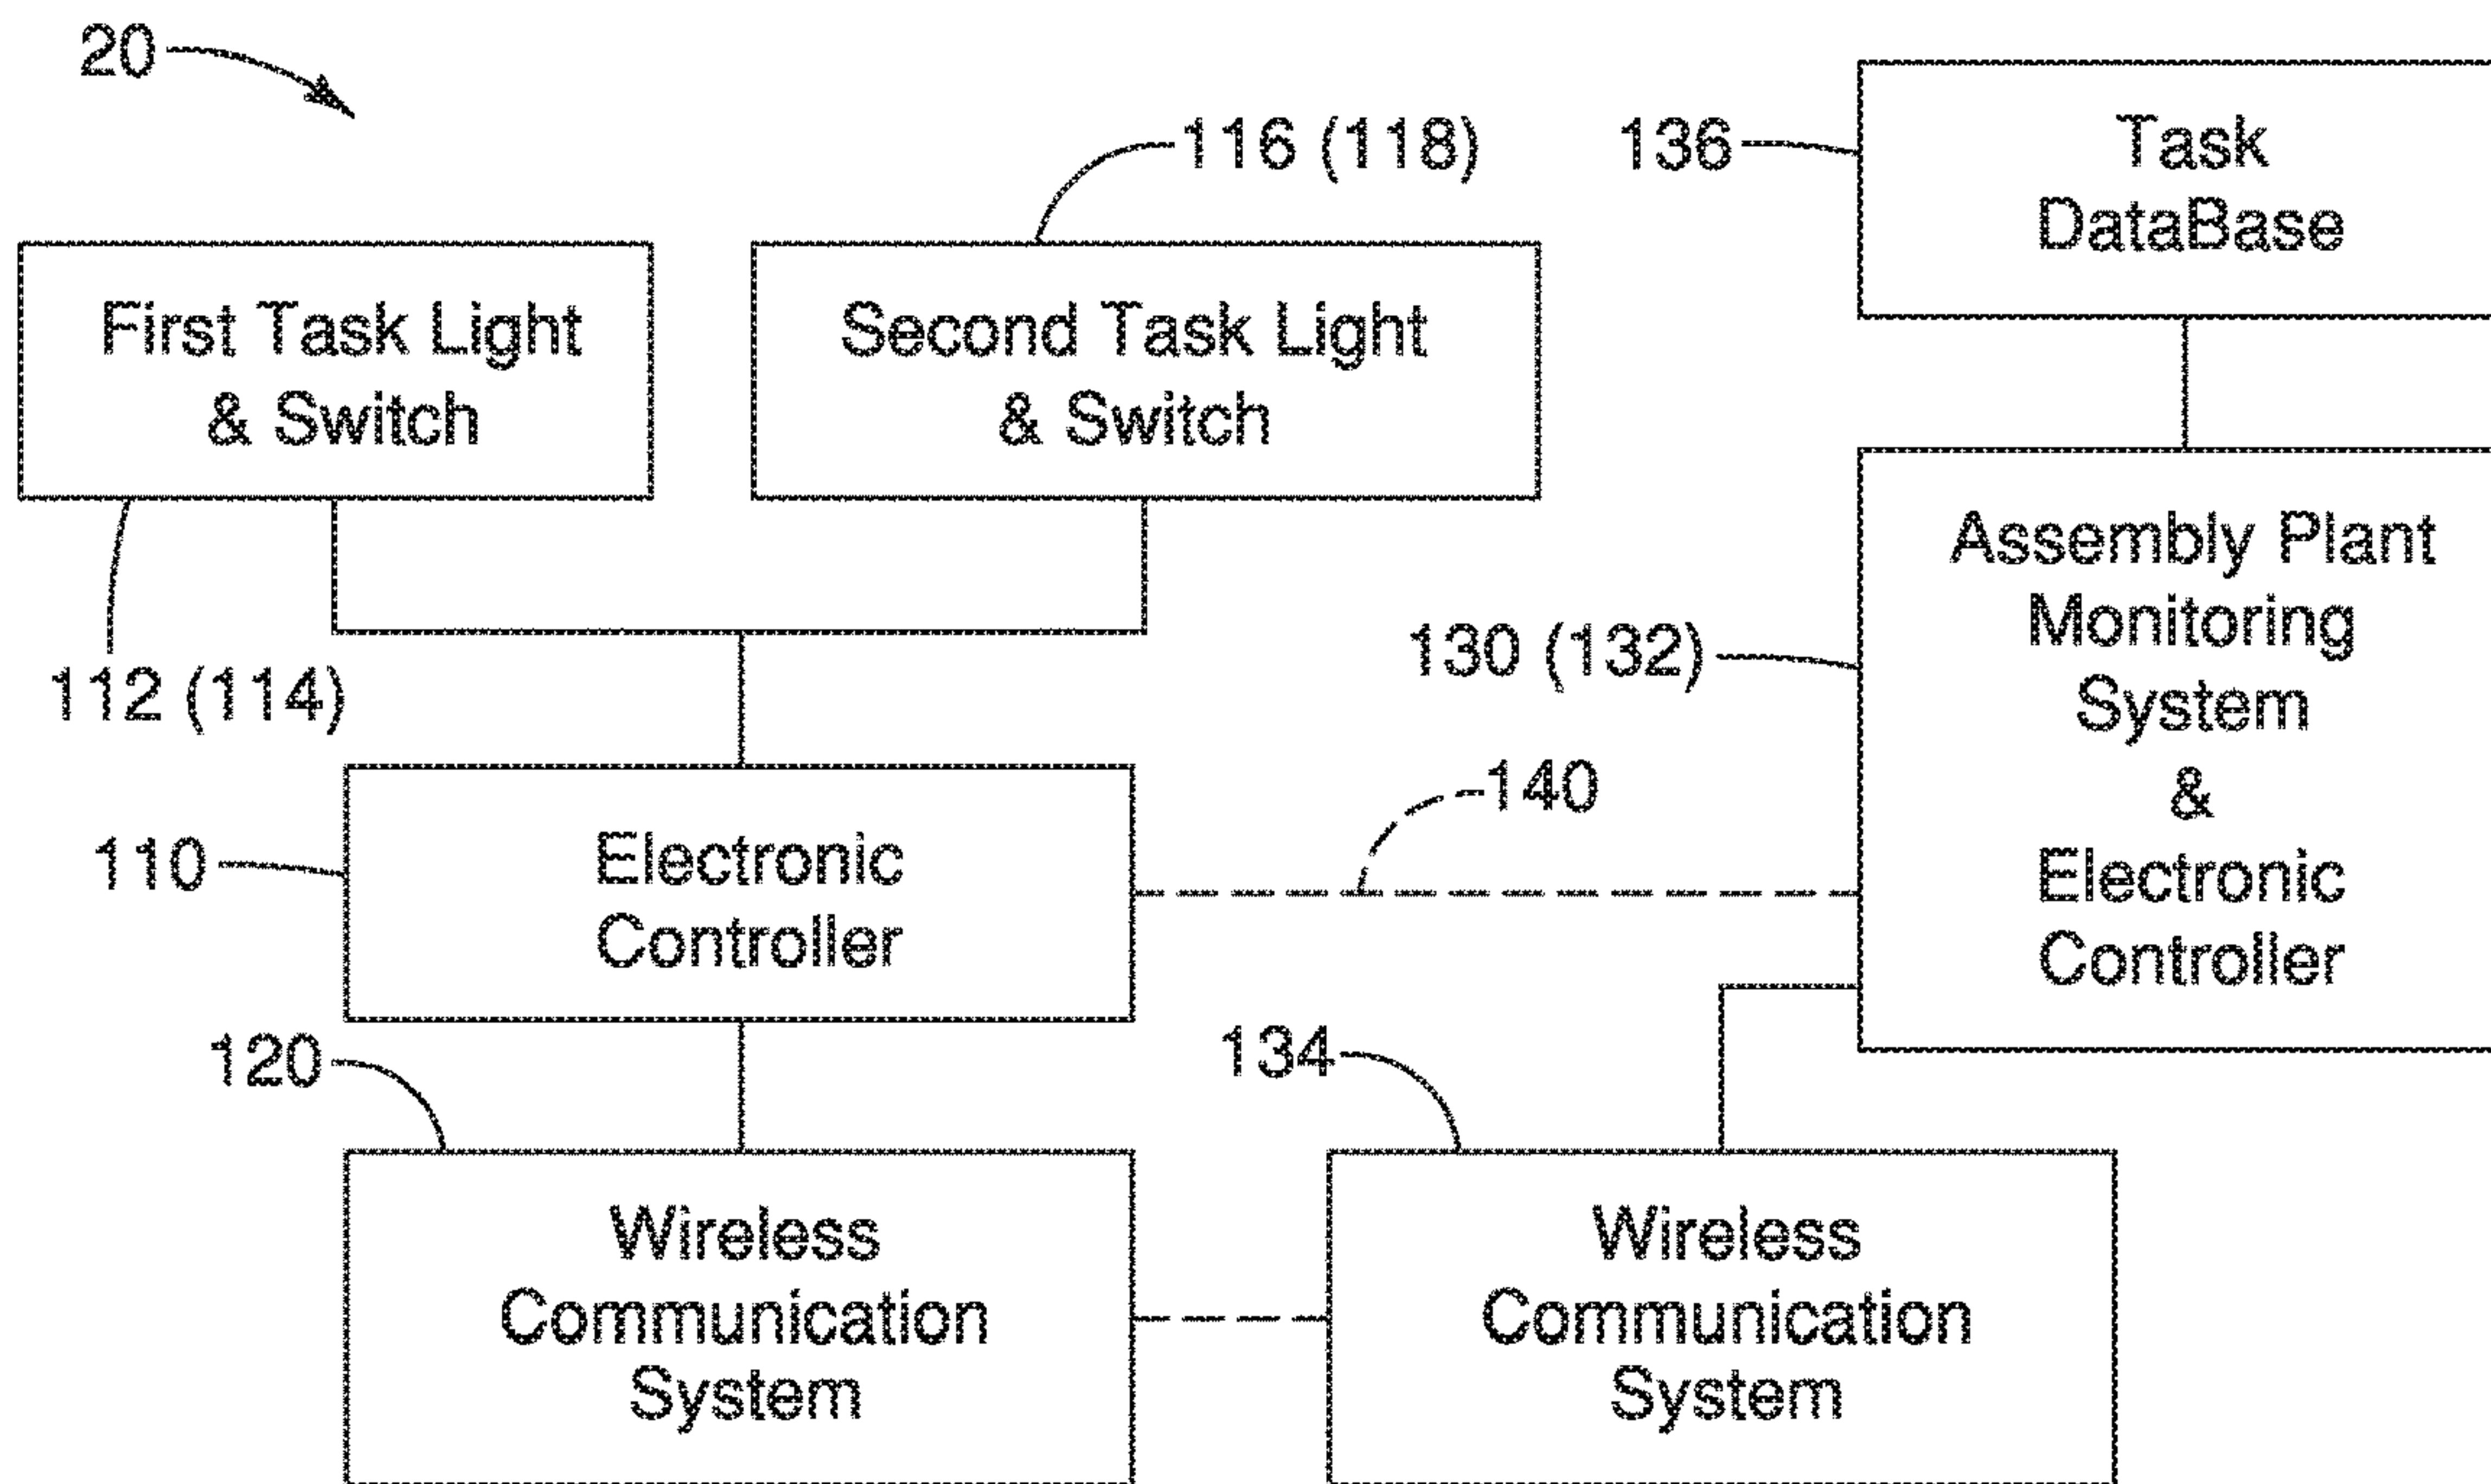 20
116 (118)
136
Task
DataBase
First Task Light
& Switch
Second Task Light
& Switch
Assembly Plant
Monitoring
System
&
Electronic
Controller
130 (132)
112 (114)
140
110
Electronic
Controller
120
134
Wireless
Communication
System
Wireless
Communication
System